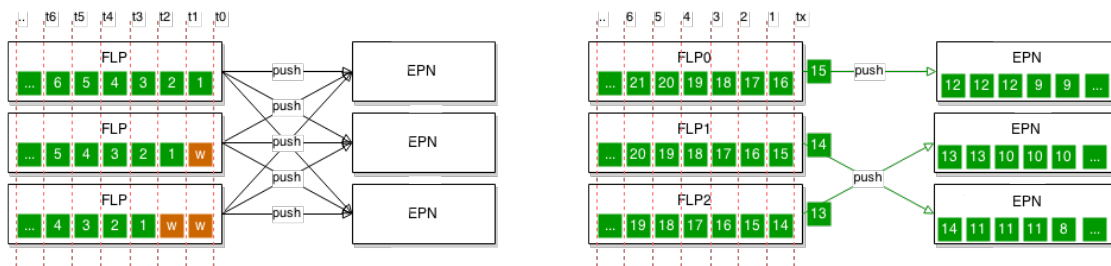 .. t6 t5 t4 t3 t2 t1 t0
FLP
... 6 5 4 3 2 1
push
EPN
push
FLP
... 5 4 3 2 1 w
push
EPN
push
FLP
... 4 3 2 1 w w
push
EPN
.. 6 5 4 3 2 1 tx
FLP0
... 21 20 19 18 17 16
15
push
EPN
12 12 12 9 9 ...
FLP1
... 20 19 18 17 16 15
14
EPN
13 13 10 10 10 ...
push
FLP2
... 19 18 17 16 15 14
13
EPN
14 11 11 11 8 ...